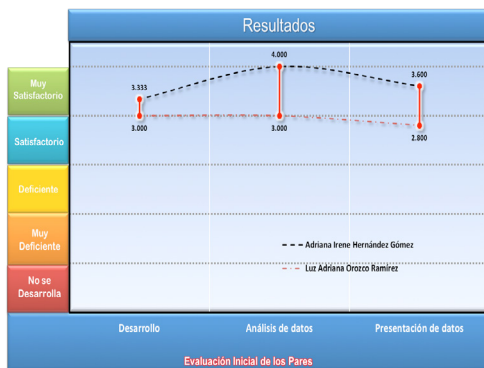 Resultados
4.000
3.333
3.600
3.000
3.000
2.800
Muy
Satisfactorio
Satisfactorio
Deficiente
Muy
Deficiente
No se
Desarrolla
Adriana Irene Hernández Gómez
Luz Adriana Orozco Ramírez
Desarrollo
Análisis de datos
Presentación de datos
Evaluación Inicial de los Pares